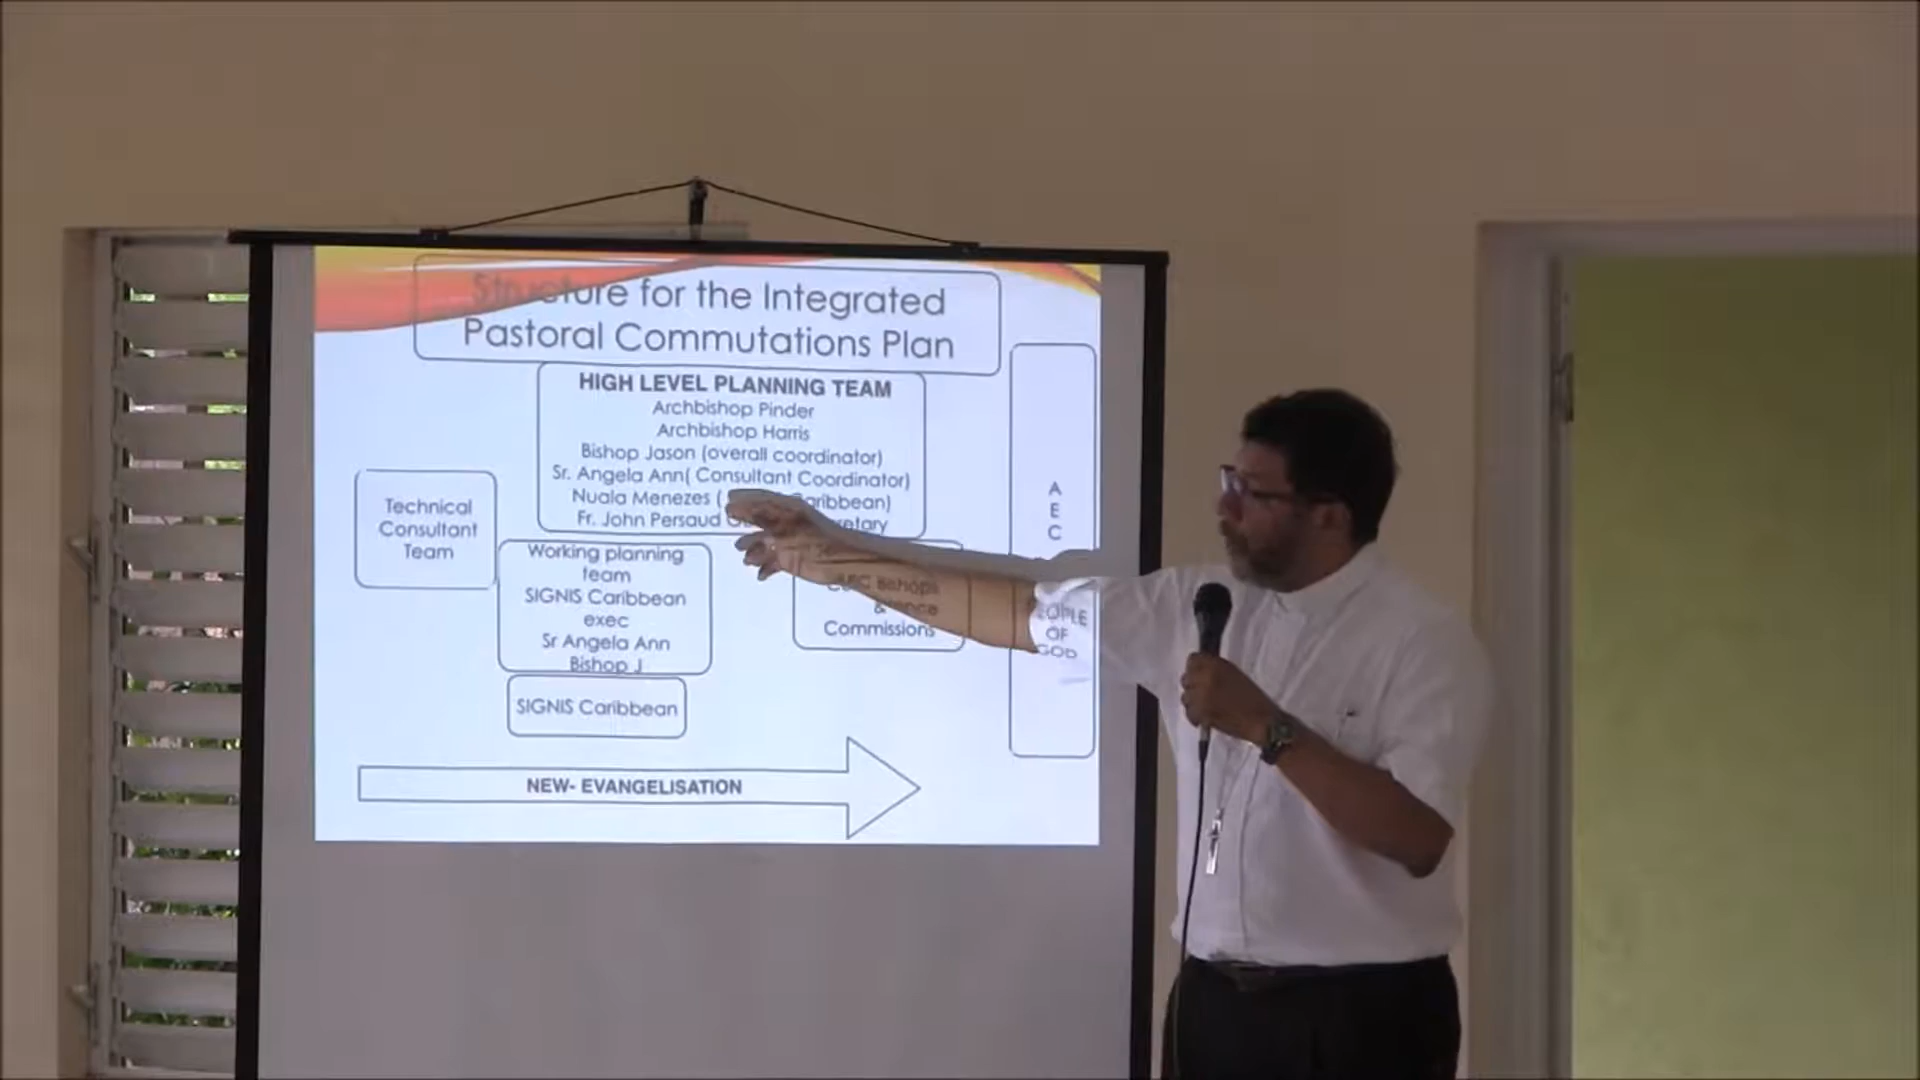 Structure for the Integrated
Pastoral Commutations Plan
HIGH LEVEL PLANNING TEAM
Archbishop Pinder
Archbishop Harris
Bishop Jason (overall coordinator)
Sr. Angela Ann( Consultant Coordinator)
Nuala Menezes (
Fr. John Persaud
Technical
Consultant
Team
Working planning
team
SIGNIS Caribbean
exec
Sr Angela Ann
Bishop J
SIGNIS Caribbean
Bishops
&
Commissions
A
E
C
OF
GOD
NEW- EVANGELISATION